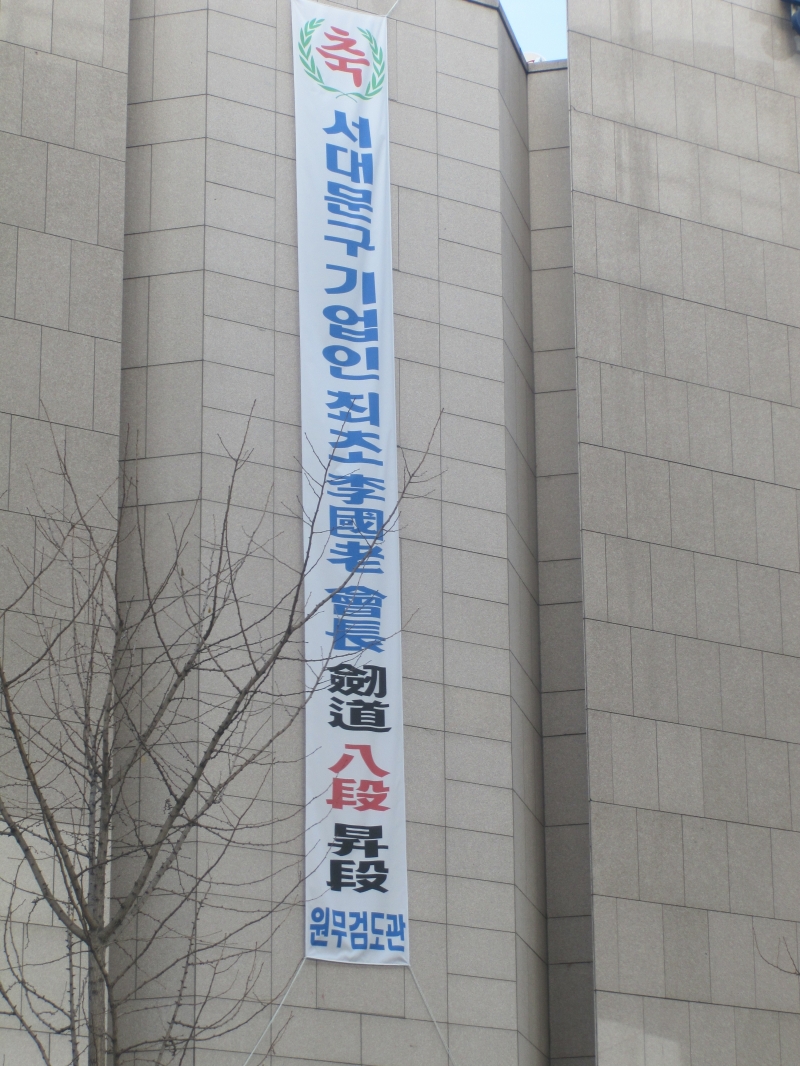 축
서대문구 기업인 최초 李國老 會長 劒道 八段 昇段
원무검도관